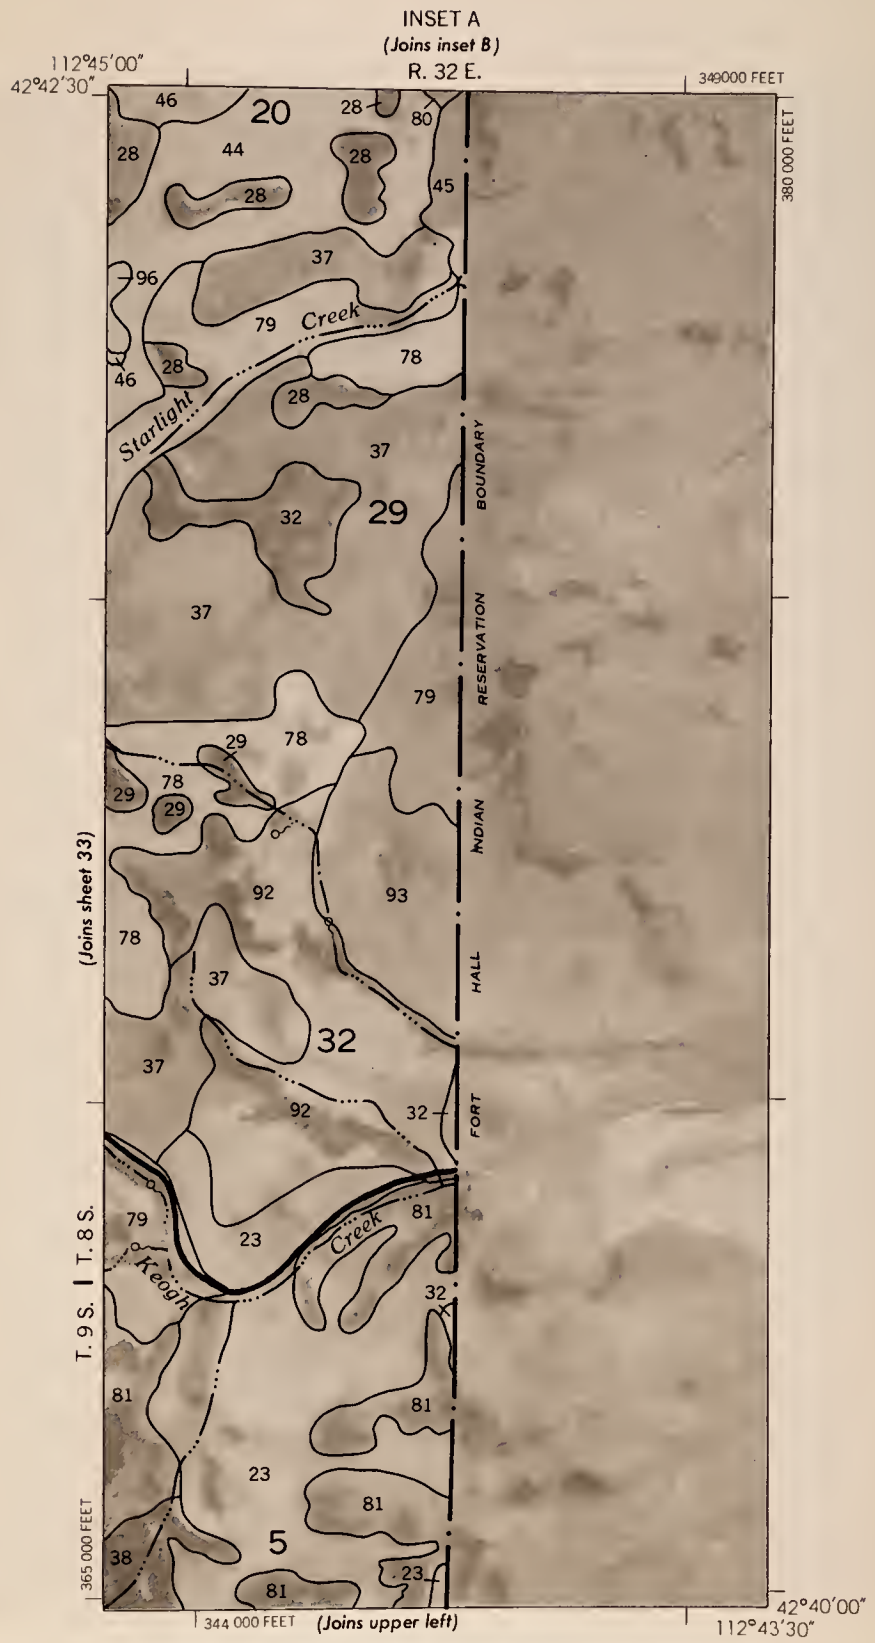 INSET A
(Joins inset B)
R. 32 E.
112°45'00"
42°42'30"
349000 FEET
380 000 FEET
46
20
28
80
28
44
28
28
45
37
96
79
Creek
78
28
46
28
Starlight
37
BOUNDARY
32
29
37
RESERVATION
79
29
78
78
29
29
INDIAN
(Joins sheet 33)
92
93
78
37
HALL
32
37
92
32
FORT
T. 9 S. | T. 8 S.
79
81
23
Creek
Keogh
32
81
81
23
81
365 000 FEET
5
38
23
81
42°40'00"
344 000 FEET
(Joins upper left)
112°43'30"